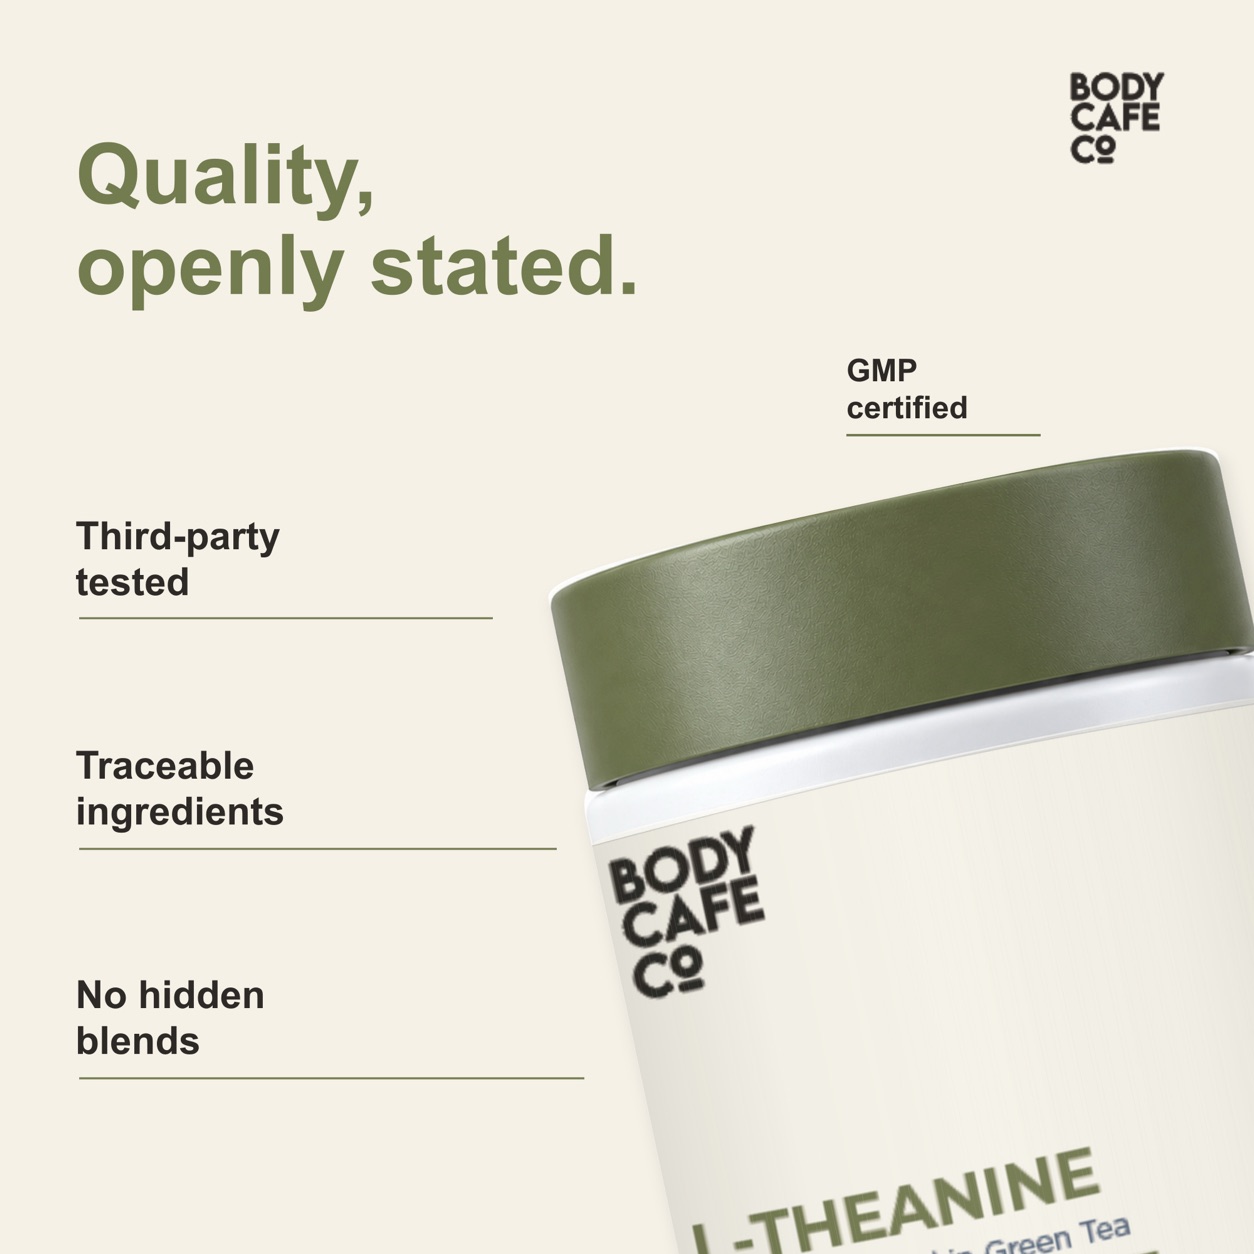 BODY
CAFE
Co
Quality,
openly stated.
GMP
certified
Third-party
tested
Traceable
ingredients
No hidden
blends
BODY
CAFE
Co
L-THEANINE
Green Tea